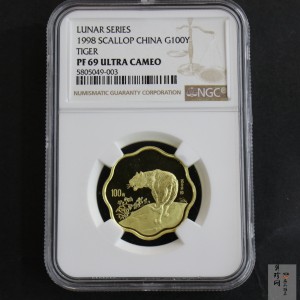 LUNAR SERIES
1998 SCALLOP CHINA G100Y
TIGER
PF 69 ULTRA CAMEO
5805049-003
NUMISMATIC GUARANTY CORPORATION
NGC
100元